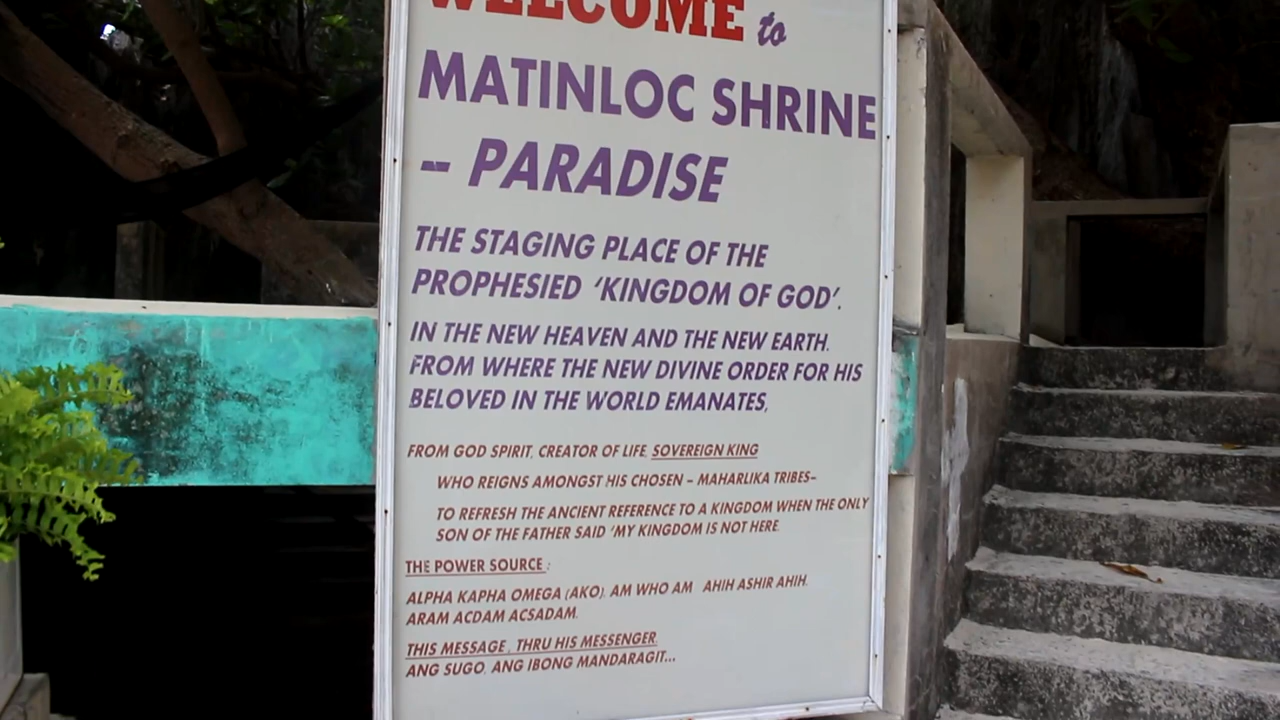 WELCOME to
MATINLOC SHRINE
- PARADISE
THE STAGING PLACE OF THE
PROPHESIED 'KINGDOM OF GOD'.
IN THE NEW HEAVEN AND THE NEW EARTH.
FROM WHERE THE NEW DIVINE ORDER FOR HIS
BELOVED IN THE WORLD EMANATES,
FROM GOD SPIRIT, CREATOR OF LIFE, SOVEREIGN KING
WHO REIGNS AMONGST HIS CHOSEN - MAHARLIKA TRIBES-
TO REFRESH THE ANCIENT REFERENCE TO A KINGDOM WHEN THE ONLY
SON OF THE FATHER SAID 'MY KINGDOM IS NOT HERE.
THE POWER SOURCE :
ALPHA KAPHA OMEGA (AKO). AM WHO AM AHIH ASHIR AHIH.
ARAM ACDAM ACSADAM.
THIS MESSAGE, THRU HIS MESSENGER.
ANG SUGO, ANG IBONG MANDARAGIT...